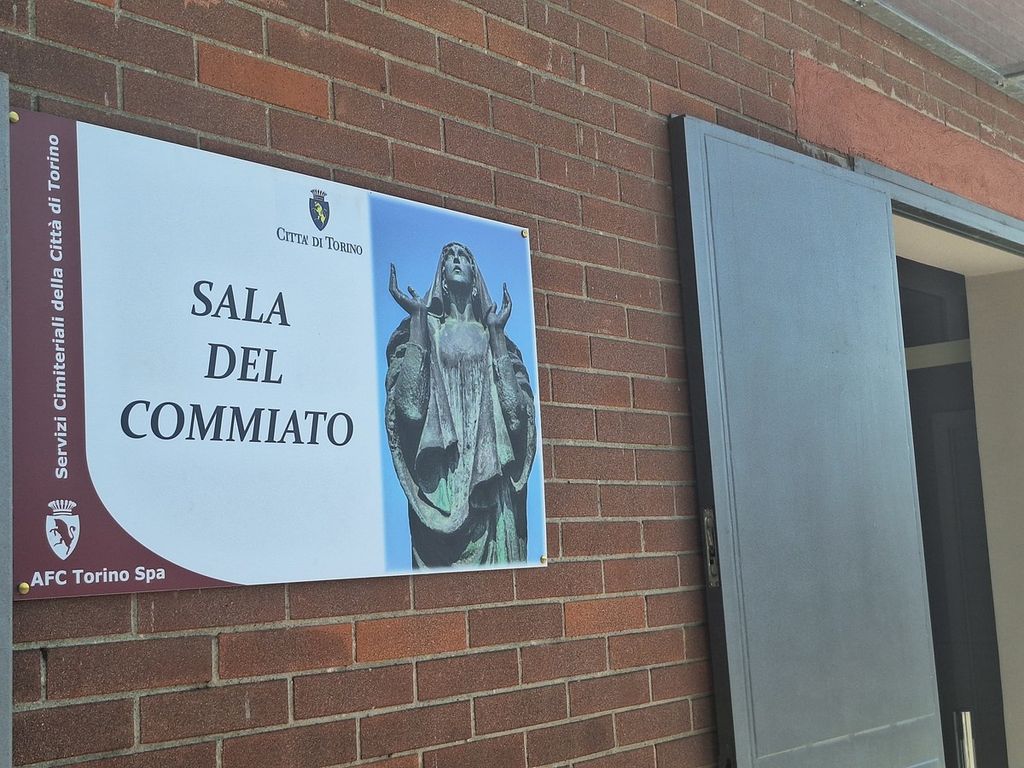 Servizi Cimiteriali della Città di Torino
CITTA' DI TORINO
SALA
DEL
COMMIATO
AFC Torino Spa